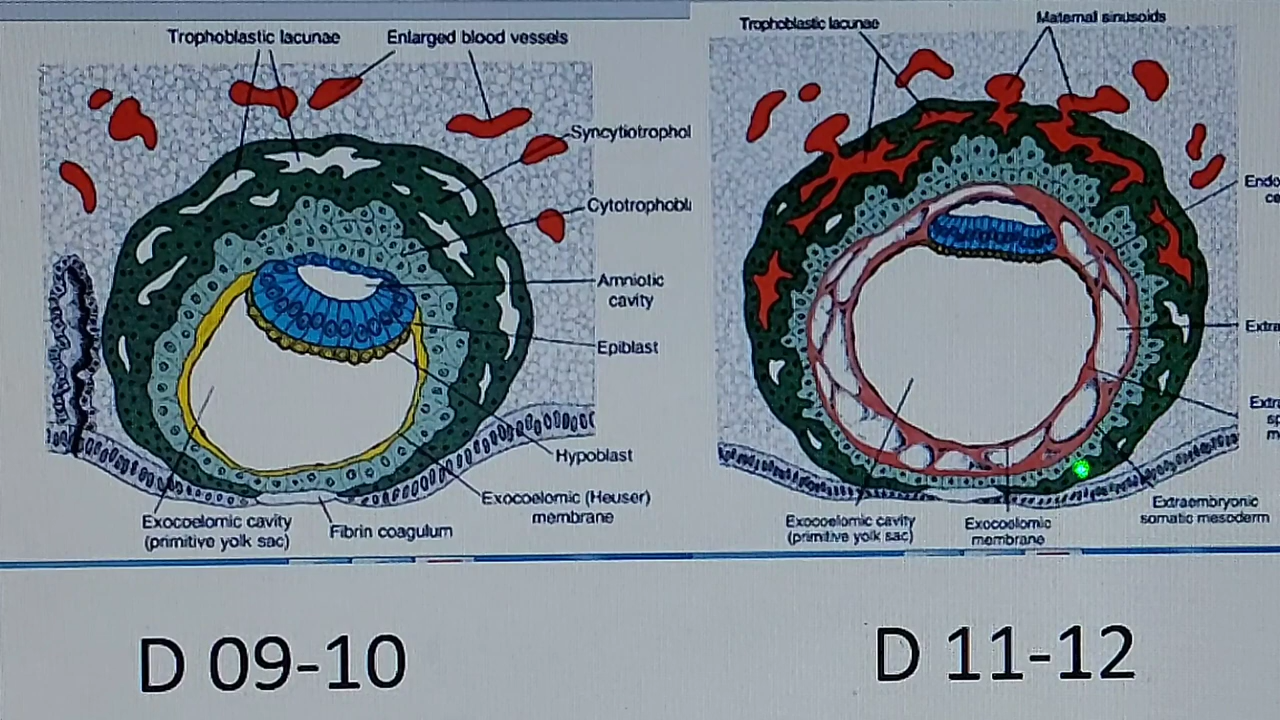 Trophoblastic lacunae
Enlarged blood vessels
Syncytiotrophol
Cytotrophobl
Amniotic
cavity
Epiblast
Hypoblast
Exocoelomic (Heuser)
membrane
Fibrin coagulum
Exocoelomic cavity
(primitive yolk sac)
D 09-10
Trophoblastic lacunae
Maternal sinusoids
Endo
ce
Extra
Extra
sp
m
Extraembryonic
somatic mesoderm
Exocoelomic
membrane
Exocoelomic cavity
(primitive yolk sac)
D 11-12